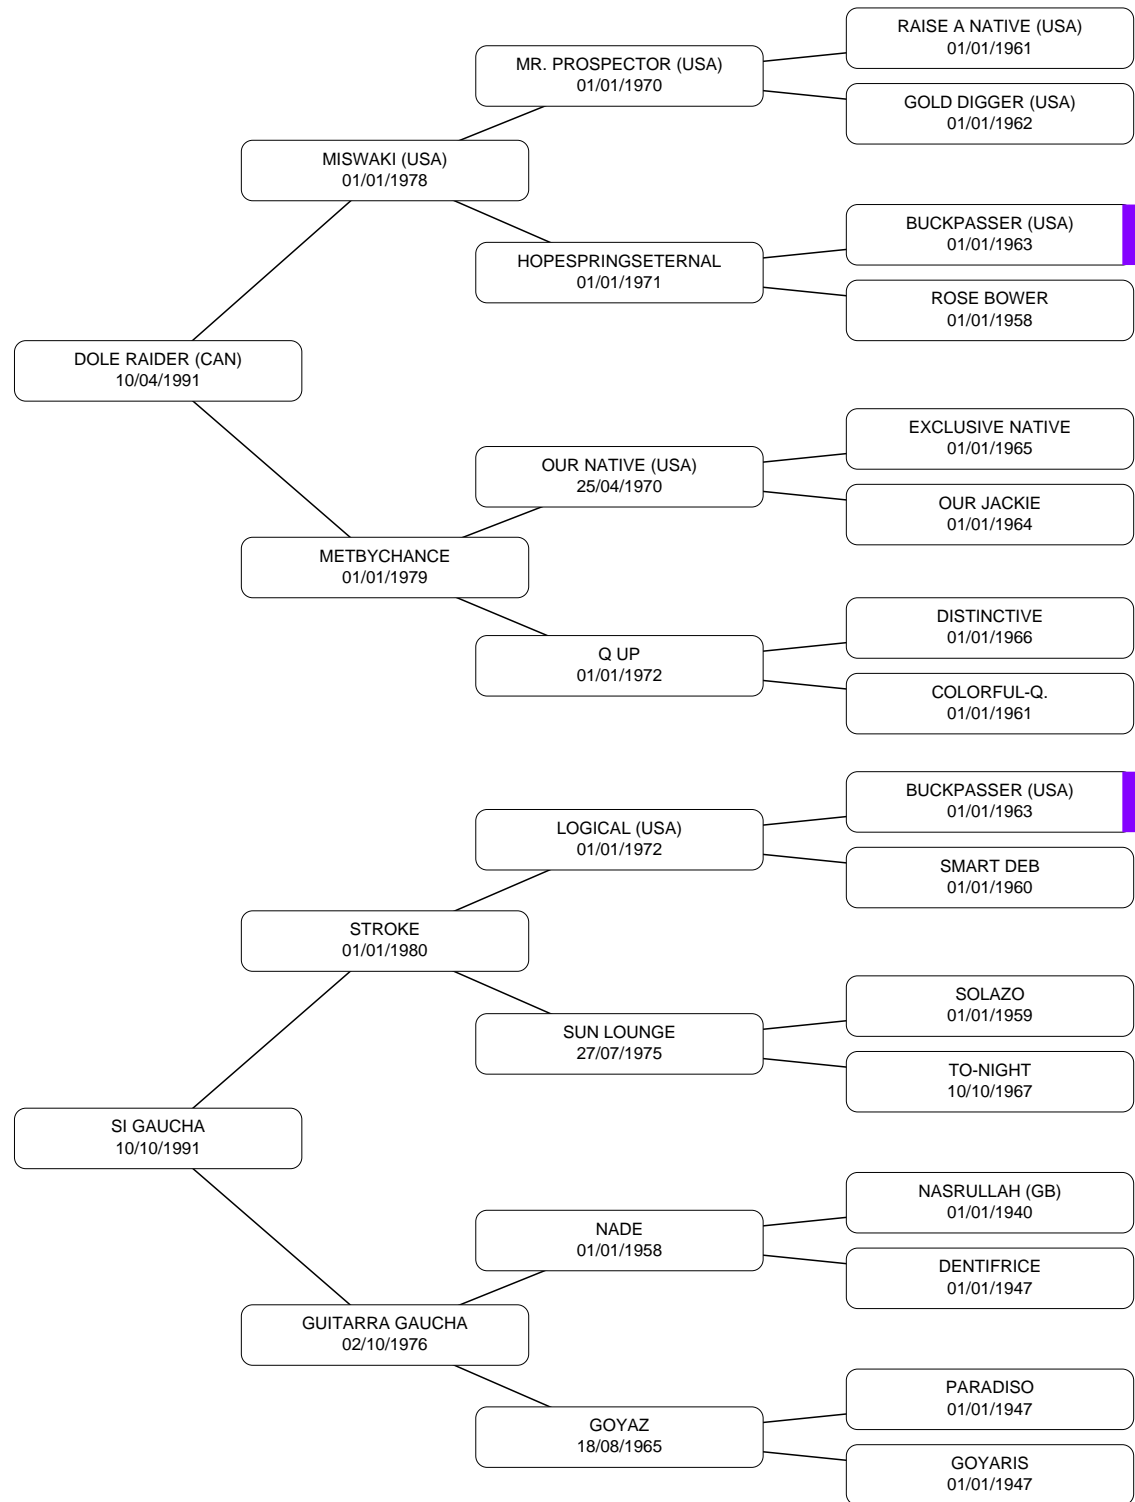 RAISE A NATIVE (USA)
01/01/1961
MR. PROSPECTOR (USA)
01/01/1970
GOLD DIGGER (USA)
01/01/1962
MISWAKI (USA)
01/01/1978
BUCKPASSER (USA)
01/01/1963
HOPESPRINGSETERNAL
01/01/1971
ROSE BOWER
01/01/1958
DOLE RAIDER (CAN)
10/04/1991
EXCLUSIVE NATIVE
01/01/1965
OUR NATIVE (USA)
25/04/1970
OUR JACKIE
01/01/1964
METBYCHANCE
01/01/1979
DISTINCTIVE
01/01/1966
Q UP
01/01/1972
COLORFUL-Q.
01/01/1961
BUCKPASSER (USA)
01/01/1963
LOGICAL (USA)
01/01/1972
SMART DEB
01/01/1960
STROKE
01/01/1980
SOLAZO
01/01/1959
SUN LOUNGE
27/07/1975
TO-NIGHT
10/10/1967
SI GAUCHA
10/10/1991
NASRULLAH (GB)
01/01/1940
NADE
01/01/1958
DENTIFRICE
01/01/1947
GUITARRA GAUCHA
02/10/1976
PARADISO
01/01/1947
GOYAZ
18/08/1965
GOYARIS
01/01/1947